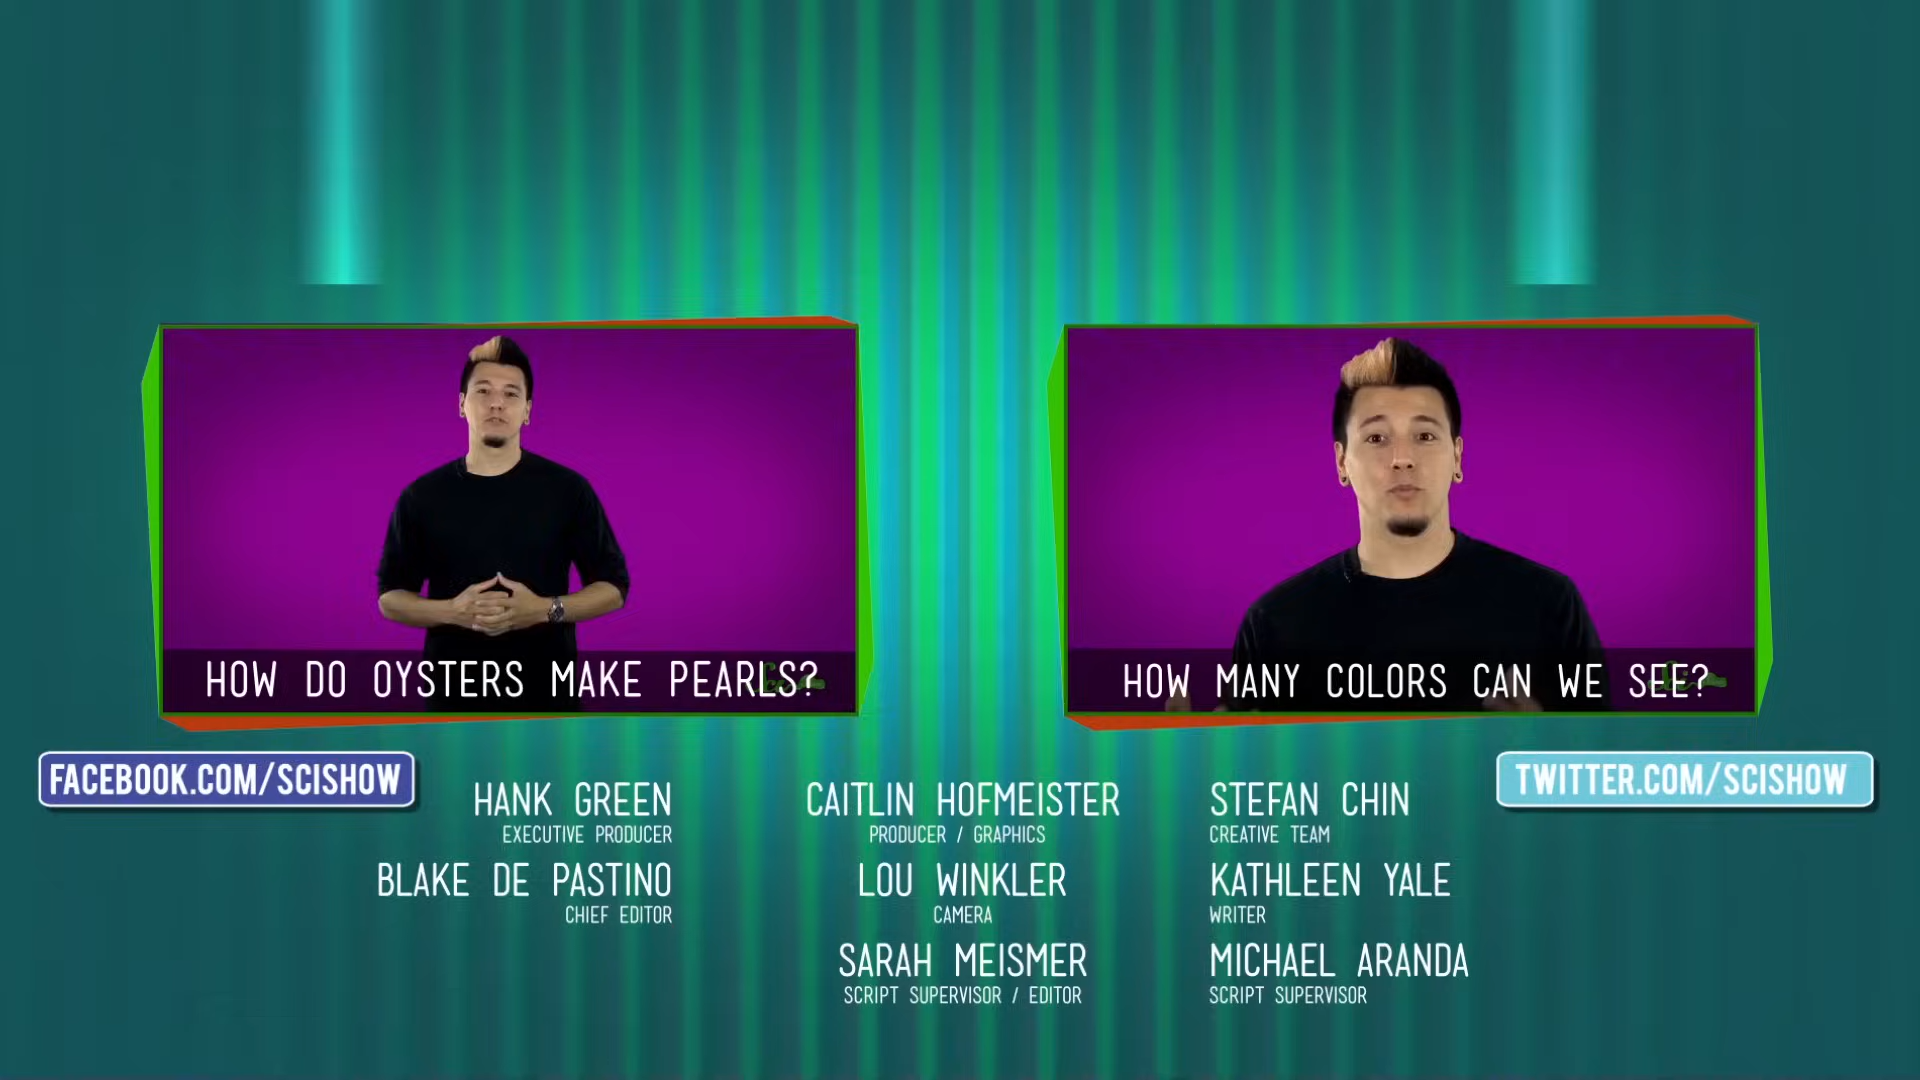 HOW DO OYSTERS MAKE PEARLS?
HOW MANY COLORS CAN WE SEE?
FACEBOOK.COM/SCISHOW
TWITTER.COM/SCISHOW
HANK GREEN
EXECUTIVE PRODUCER
BLAKE DE PASTINO
CHIEF EDITOR
CAITLIN HOFMEISTER
PRODUCER / GRAPHICS
LOU WINKLER
CAMERA
SARAH MEISMER
SCRIPT SUPERVISOR / EDITOR
STEFAN CHIN
CREATIVE TEAM
KATHLEEN YALE
WRITER
MICHAEL ARANDA
SCRIPT SUPERVISOR